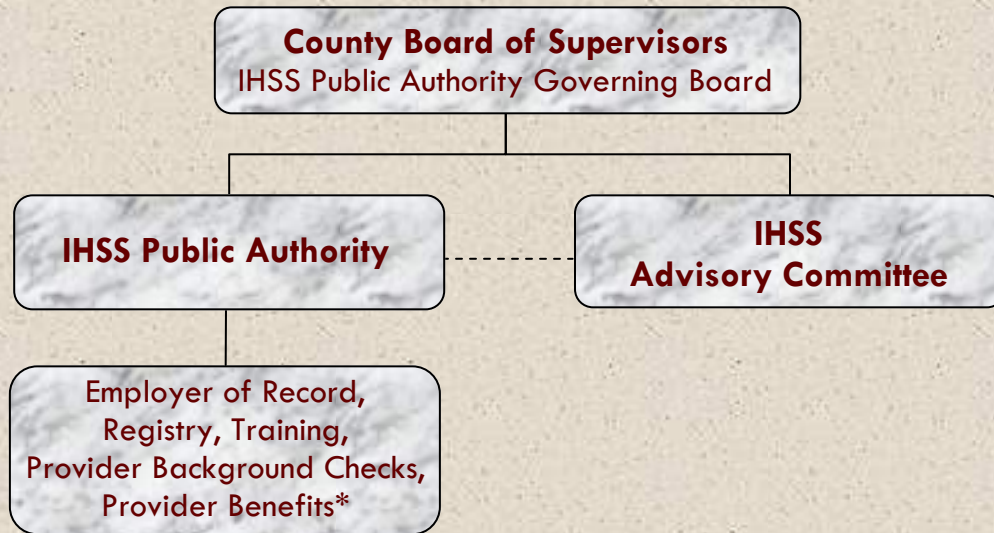 County Board of Supervisors
IHSS Public Authority Governing Board
IHSS Public Authority
IHSS
Advisory Committee
Employer of Record,
Registry, Training,
Provider Background Checks,
Provider Benefits*